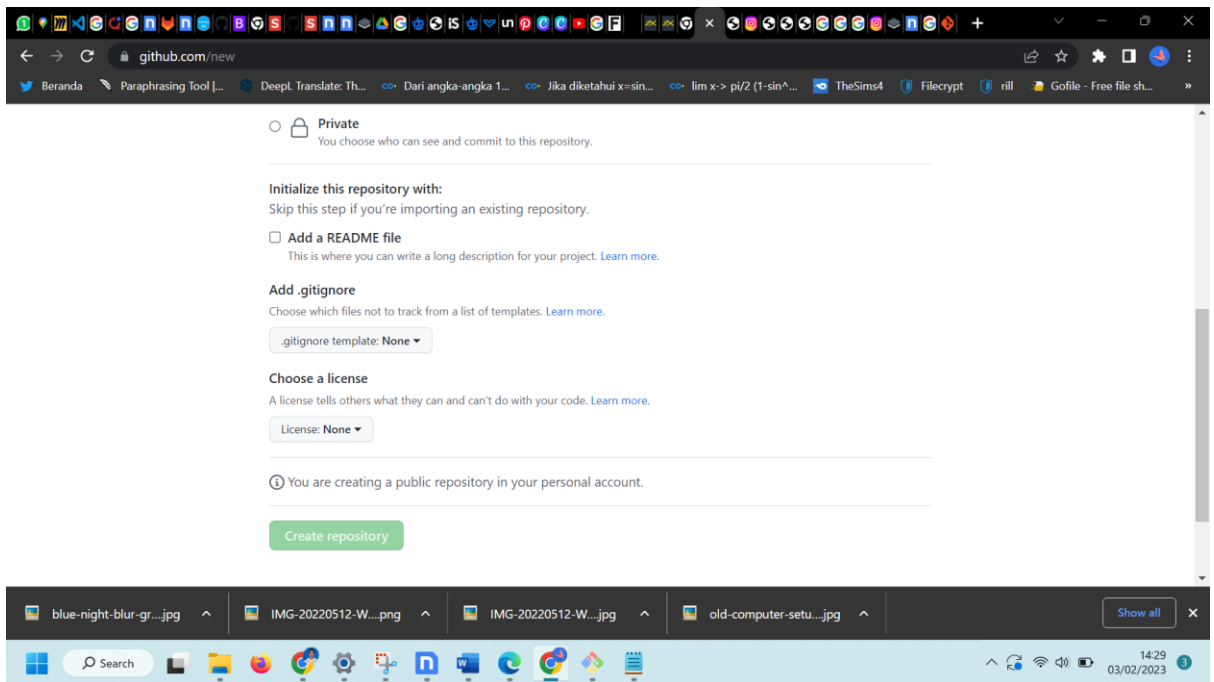 github.com/new
Beranda
Paraphrasing Tool |...
DeepL Translate: Th...
Dari angka-angka 1...
Jika diketahui x=sin...
lim x-> pi/2 (1-sin^...
TheSims4
Filecrypt
rill
Gofile - Free file sh...
»
Private
You choose who can see and commit to this repository.
Initialize this repository with:
Skip this step if you're importing an existing repository.
Add a README file
This is where you can write a long description for your project. Learn more.
Add .gitignore
Choose which files not to track from a list of templates. Learn more.
.gitignore template: None
Choose a license
A license tells others what they can and can't do with your code. Learn more.
License: None
You are creating a public repository in your personal account.
Create repository
blue-night-blur-gr....jpg
IMG-20220512-W....png
IMG-20220512-W....jpg
old-computer-setu....jpg
Show all
Search
14:29
03/02/2023
3